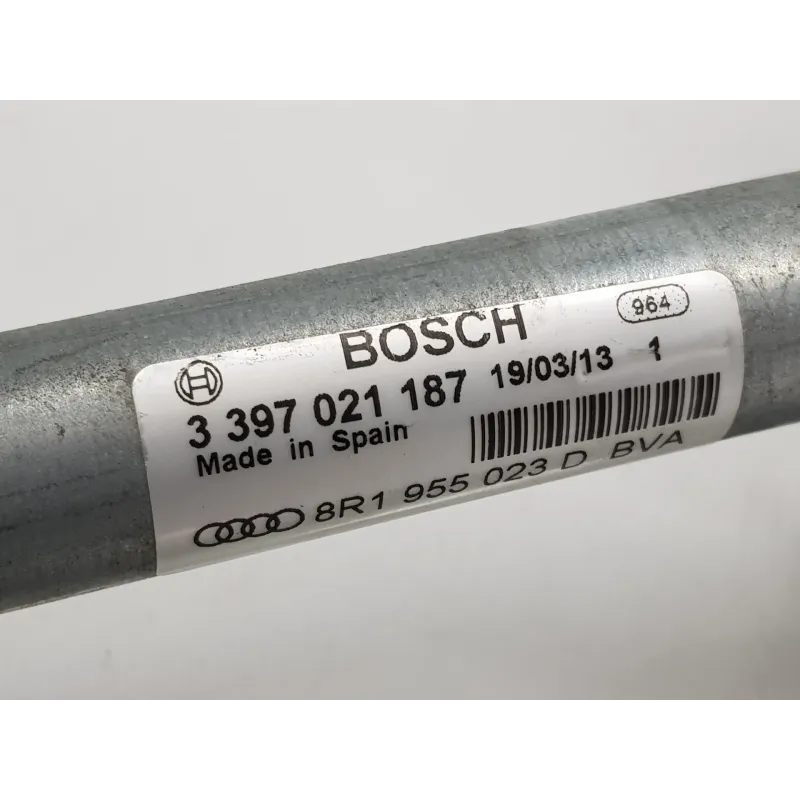 964
BOSCH
3 397 021 187 19/03/13 1
Made in Spain
8R1 955 023 D BVA